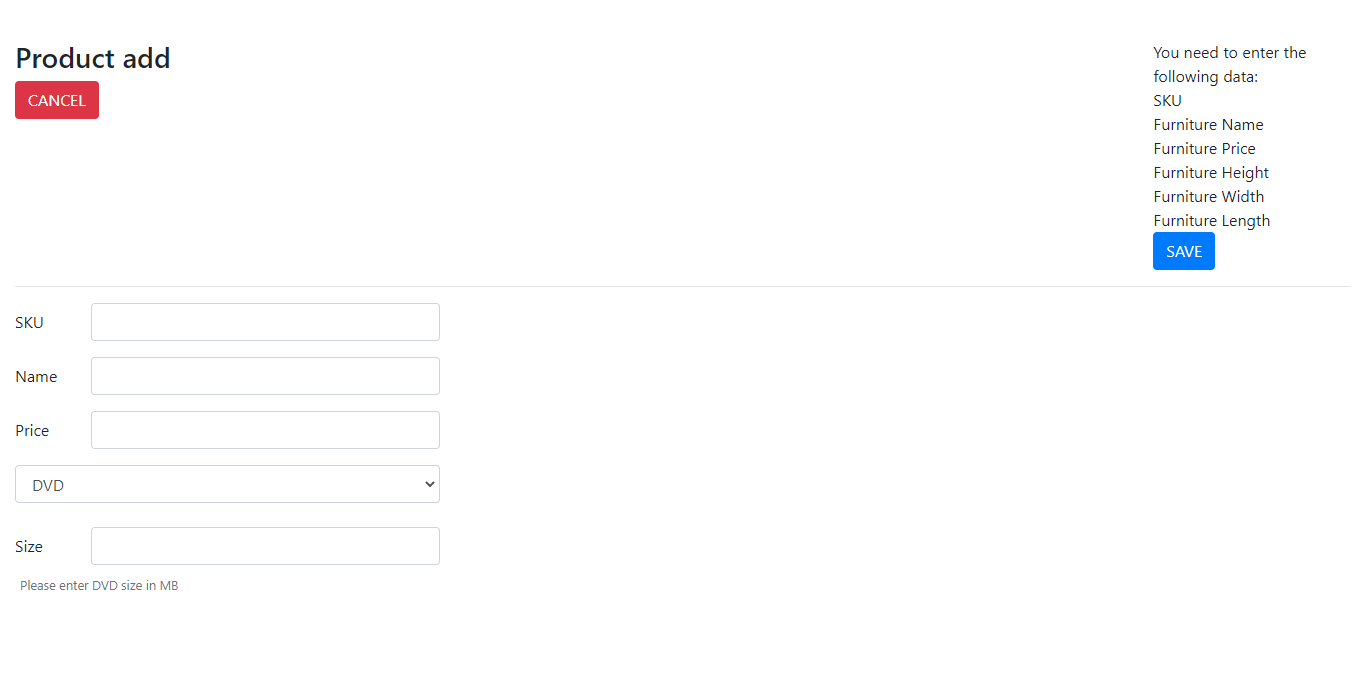 Product add
CANCEL
You need to enter the
following data:
SKU
Furniture Name
Furniture Price
Furniture Height
Furniture Width
Furniture Length
SAVE
SKU
Name
Price
DVD
Size
Please enter DVD size in MB